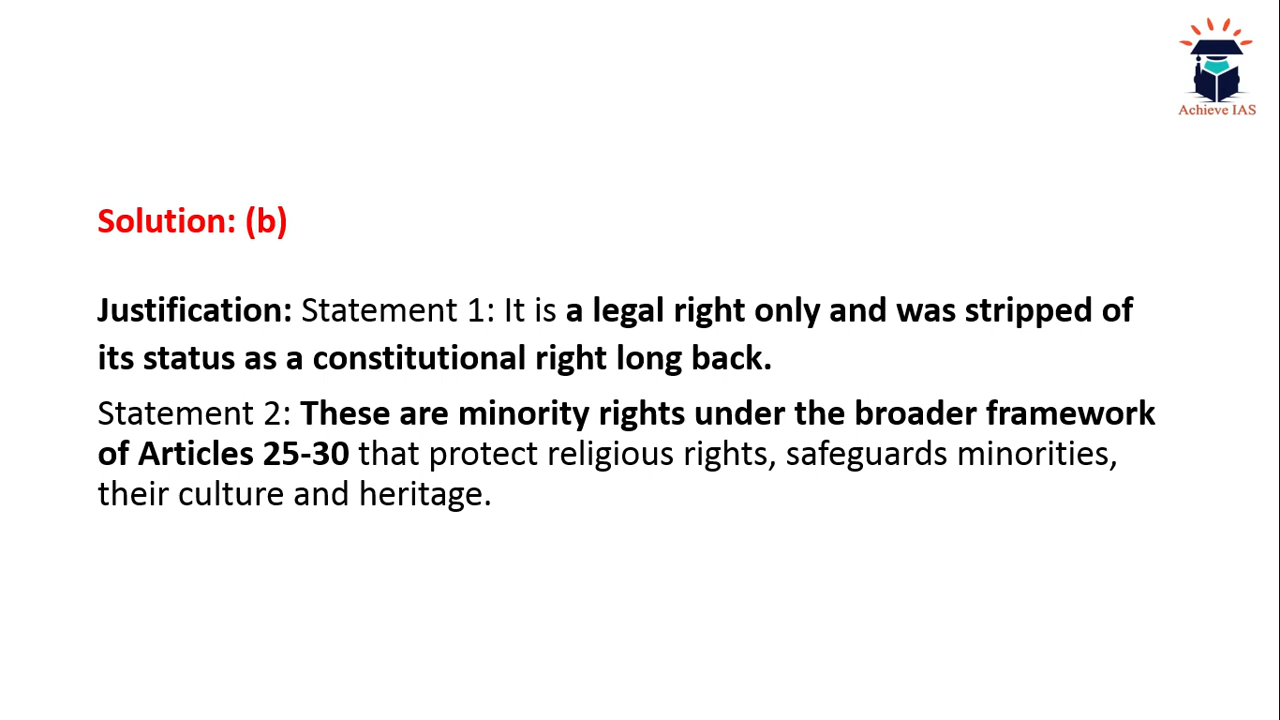 Achieve IAS
Solution: (b)
Justification: Statement 1: It is a legal right only and was stripped of
its status as a constitutional right long back.
Statement 2: These are minority rights under the broader framework
of Articles 25-30 that protect religious rights, safeguards minorities,
their culture and heritage.